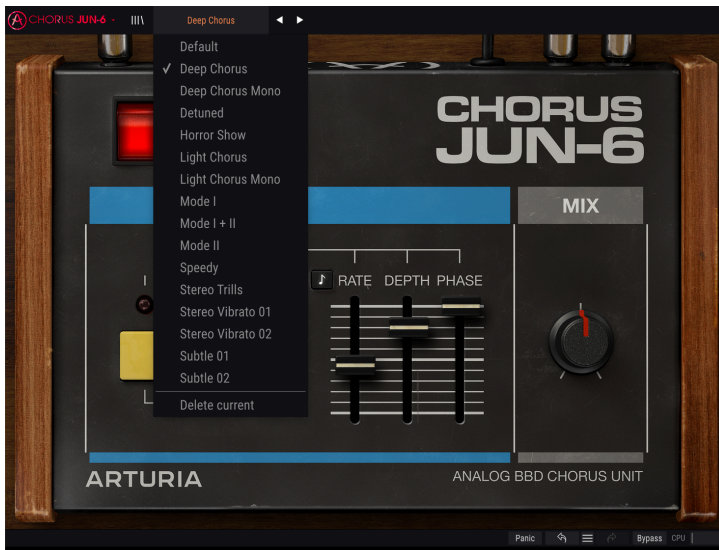 CHORUS JUN-6
Deep Chorus
Default
Deep Chorus
Deep Chorus Mono
Detuned
Horror Show
Light Chorus
Light Chorus Mono
Mode I
Mode I + II
Mode II
Speedy
Stereo Trills
Stereo Vibrato 01
Stereo Vibrato 02
Subtle 01
Subtle 02
Delete current
CHORUS
JUN-6
MIX
I
RATE DEPTH PHASE
ARTURIA
ANALOG BBD CHORUS UNIT
Panic
Bypass
CPU